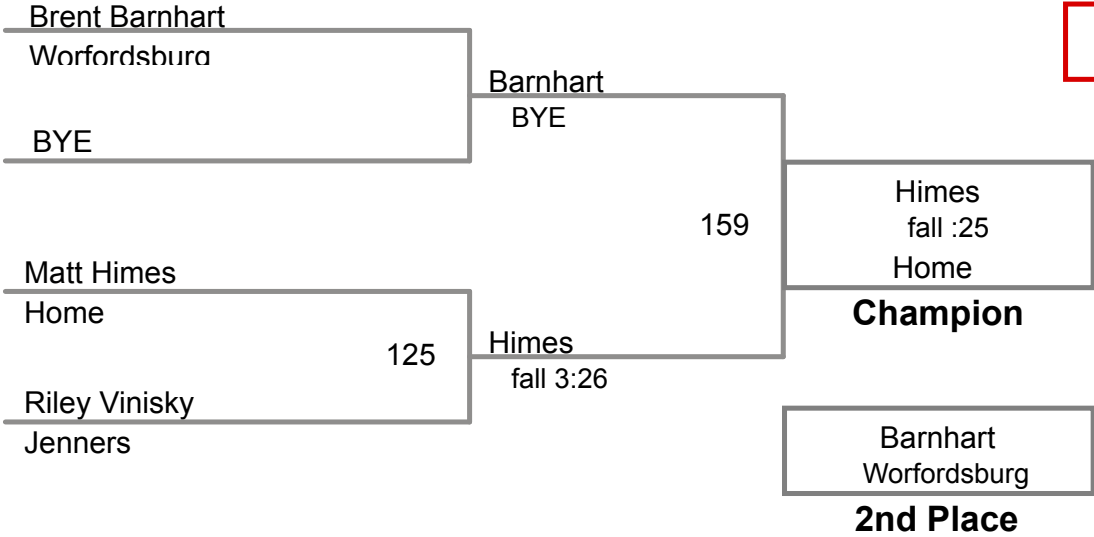 Brent Barnhart
Worfordsburg
BYE
Barnhart
BYE
Matt Himes
Home
125
Riley Vinisky
Jenners
Himes
fall 3:26
159
Himes
fall :25
Home
Champion
Barnhart
Worfordsburg
2nd Place